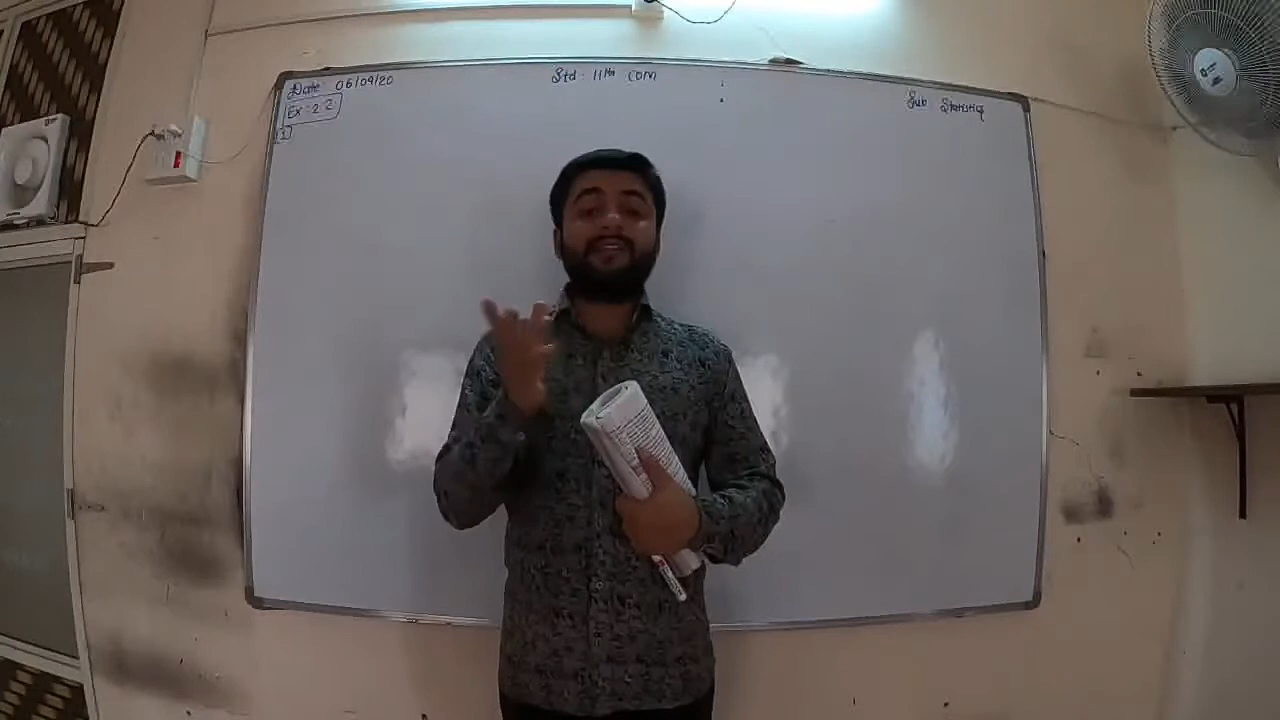 Date 06/09/20
Std : 11th com
Sub Statistics
Ex: 2.2